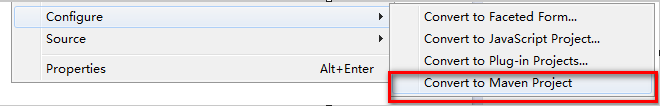 Configure
Source
Properties Alt+Enter
Convert to Faceted Form...
Convert to JavaScript Project...
Convert to Plug-in Projects...
Convert to Maven Project